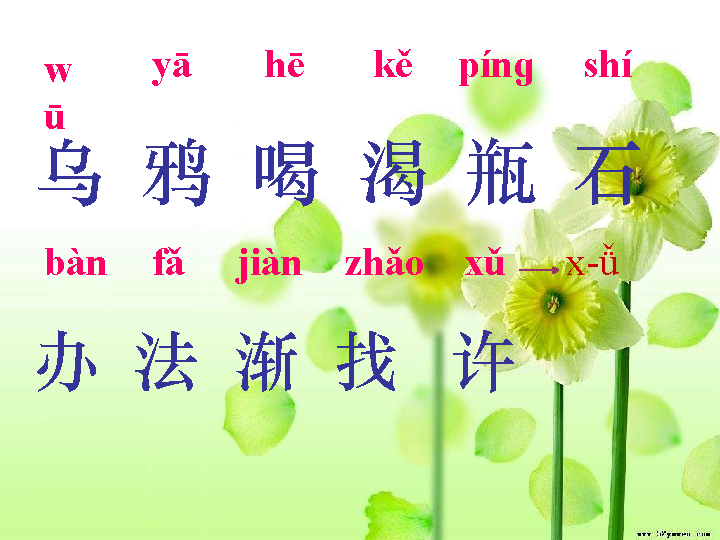 wū yā hē kě píng shí
乌 鸦 喝 渴 瓶 石
bàn fǎ jiàn zhǎo xǔ → x-ǚ
办 法 渐 找 许